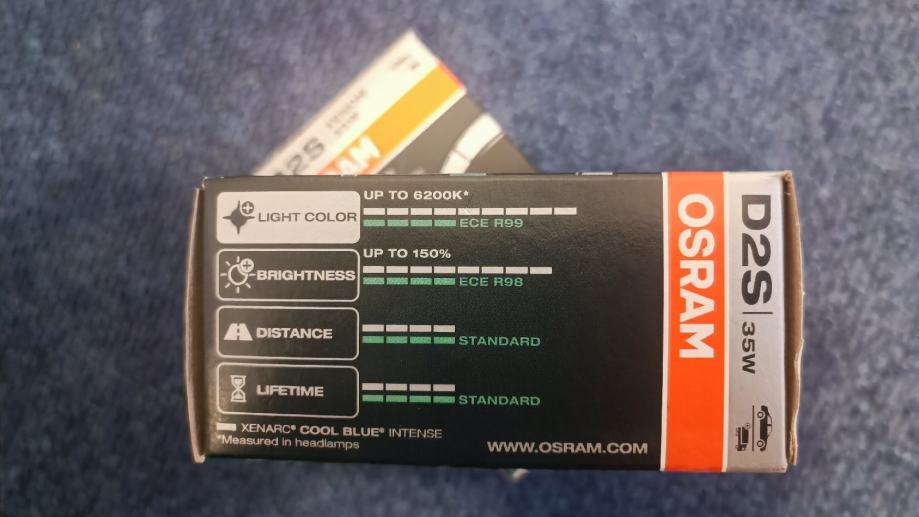 D2S
UP TO 6200K*
LIGHT COLOR
ECE R99
UP TO 150%
BRIGHTNESS
ECE R98
DISTANCE
STANDARD
LIFETIME
STANDARD
XENARC® COOL BLUE® INTENSE
*Measured in headlamps
WWW.OSRAM.COM
OSRAM
D2S | 35W